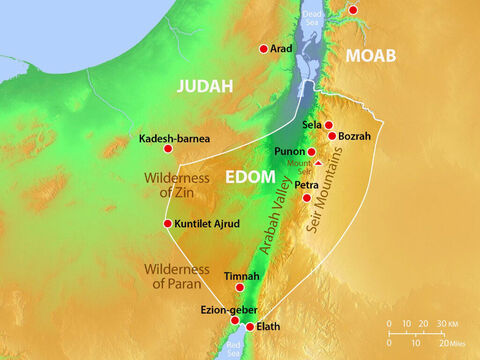 Dead
Sea
Arad
MOAB
JUDAH
Sela
Bozrah
Kadesh-barnea
Punon
Mount
Seir
Wilderness
of Zin
EDOM
Petra
Arabah Valley
Seir Mountains
Kuntilet Ajrud
Wilderness
of Paran
Timnah
Ezion-geber
Elath
Red
Sea
0 10 20 30 KM
0 20 Miles